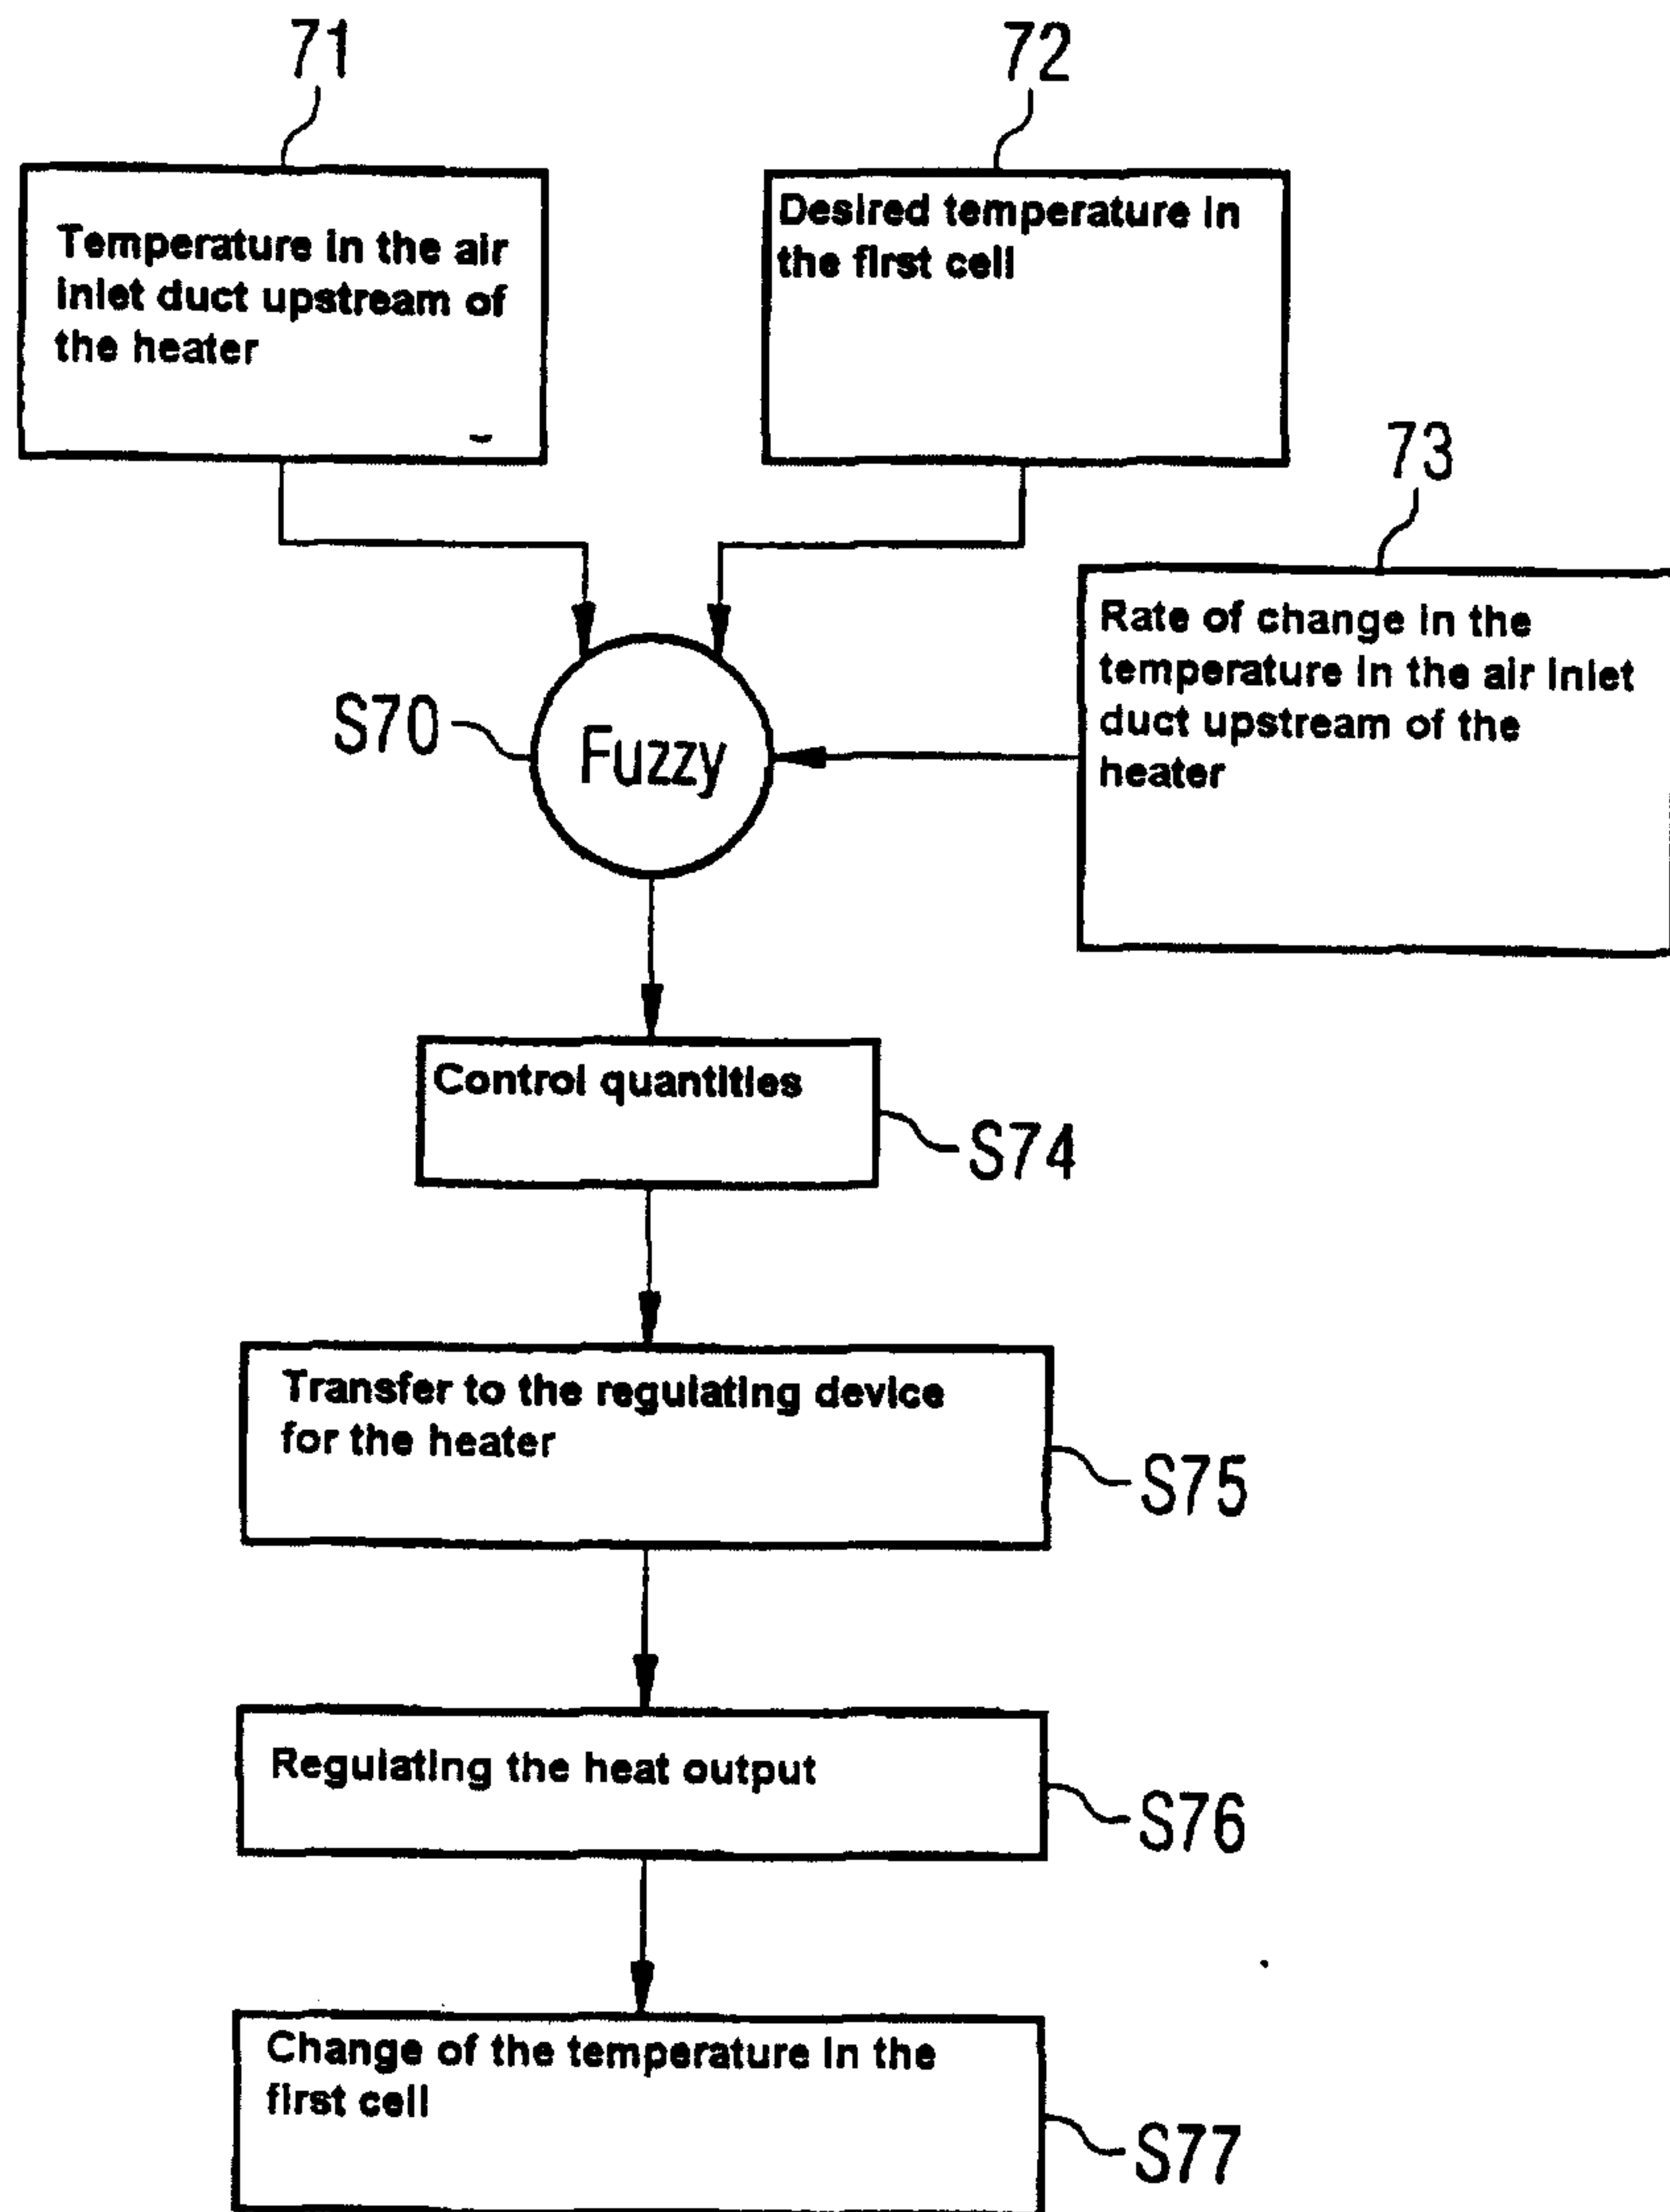 71
72
Temperature in the air
inlet duct upstream of
the heater
Desired temperature in
the first cell
73
Rate of change in the
temperature in the air inlet
duct upstream of the
heater
S70
Fuzzy
Control quantities
S74
Transfer to the regulating device
for the heater
S75
Regulating the heat output
S76
Change of the temperature in the
first cell
S77